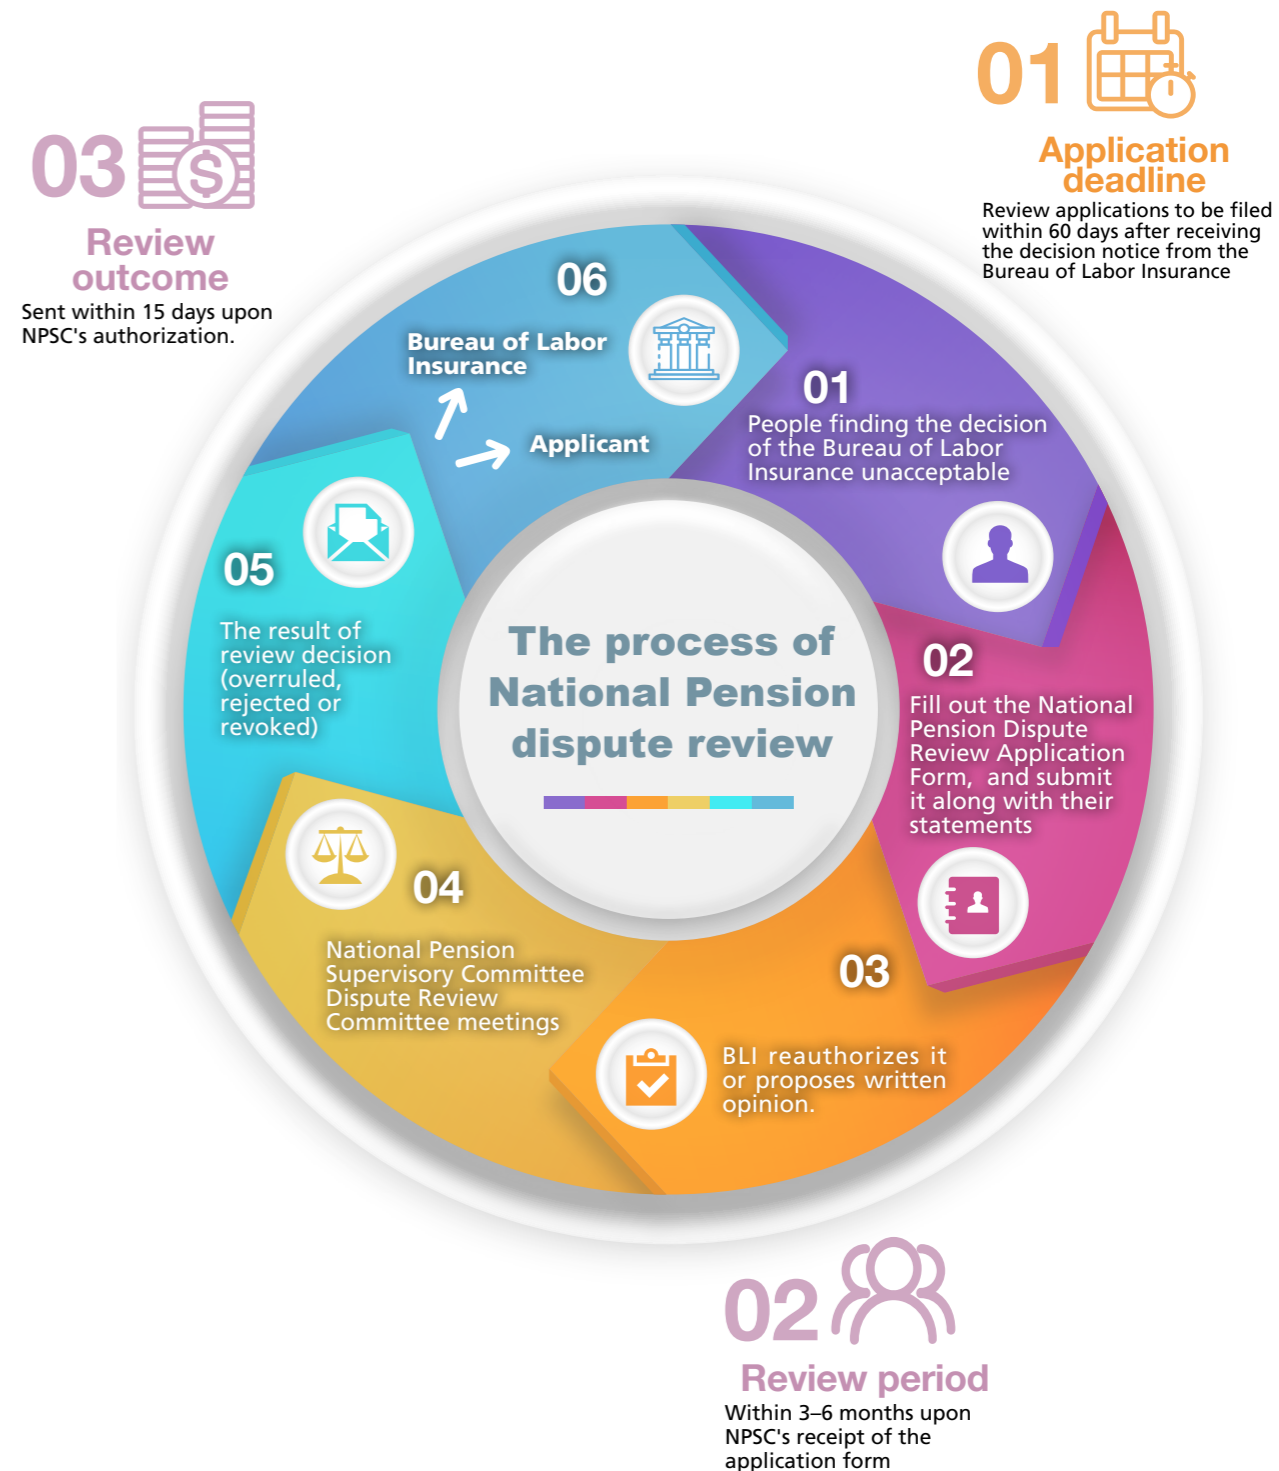 01
Application
deadline
Review applications to be filed
within 60 days after receiving
the decision notice from the
Bureau of Labor Insurance
03
Review
outcome
Sent within 15 days upon
NPSC's authorization.
The process of
National Pension
dispute review
01
People finding the decision
of the Bureau of Labor
Insurance unacceptable
02
Fill out the National
Pension Dispute
Review Application
Form, and submit
it along with their
statements
03
BLI reauthorizes it
or proposes written
opinion.
04
National Pension
Supervisory Committee
Dispute Review
Committee meetings
05
The result of
review decision
(overruled,
rejected or
revoked)
06
Bureau of Labor
Insurance
Applicant
02
Review period
Within 3–6 months upon
NPSC's receipt of the
application form
$